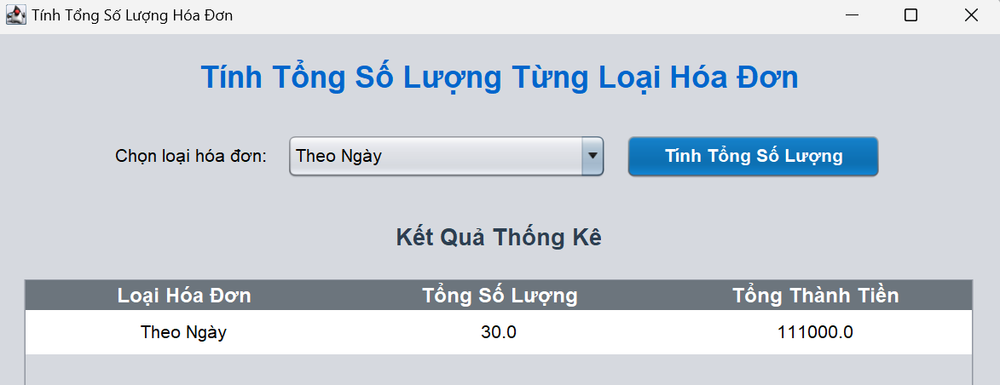 Tính Tổng Số Lượng Hóa Đơn
Tính Tổng Số Lượng Từng Loại Hóa Đơn
Chọn loại hóa đơn: Theo Ngày Tính Tổng Số Lượng
Kết Quả Thống Kê
Loại Hóa Đơn Tổng Số Lượng Tổng Thành Tiền
Theo Ngày 30.0 111000.0